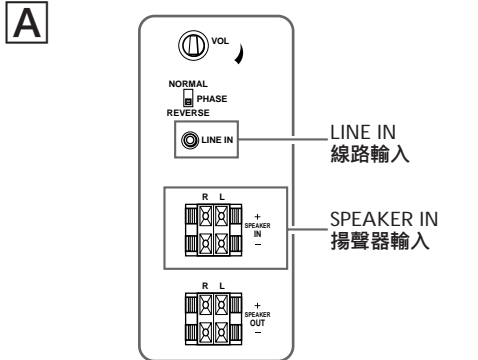 A
VOL
NORMAL
PHASE
REVERSE
LINE IN
LINE IN
線路輸入
R L
+
SPEAKER
IN
−
SPEAKER IN
揚聲器輸入
R L
+
SPEAKER
OUT
−